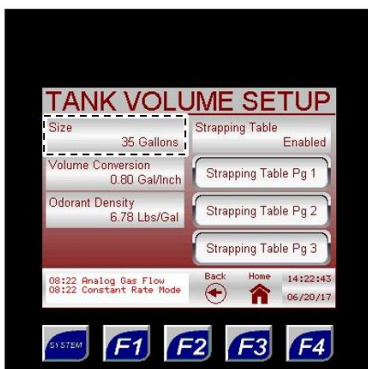 TANK VOLUME SETUP
Size
35 Gallons
Strapping Table
Enabled
Volume Conversion
0.80 Gal/Inch
Strapping Table Pg 1
Odorant Density
6.78 Lbs/Gal
Strapping Table Pg 2
Strapping Table Pg 3
08:22 Analog Gas Flow
08:22 Constant Rate Mode
Back
Home
14:22:43
06/20/17
SYSTEM
F1
F2
F3
F4